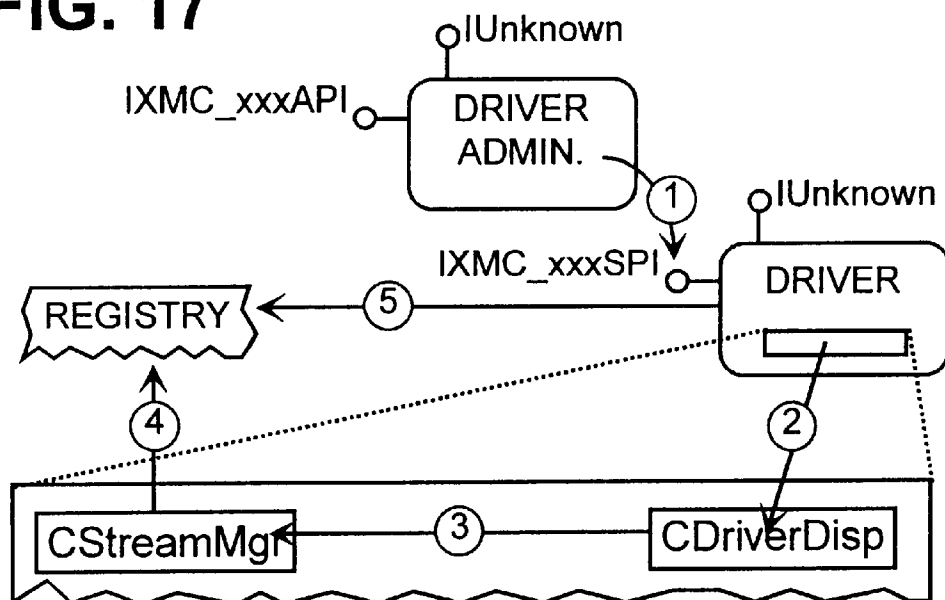 FIG. 17
IUnknown
IXMC_xxxAPI
DRIVER
ADMIN.
1
IUnknown
IXMC_xxxSPI
DRIVER
REGISTRY
5
4
2
CStreamMgr
3
CDriverDisp